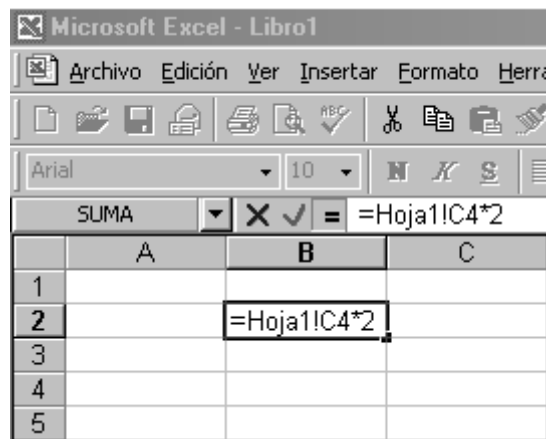 Microsoft Excel - Libro1
Archivo Edición Ver Insertar Formato
ABC
Arial 10 N K S
SUMA = =Hoja1!C4*2
A B C
1
2 =Hoja1!C4*2
3
4
5